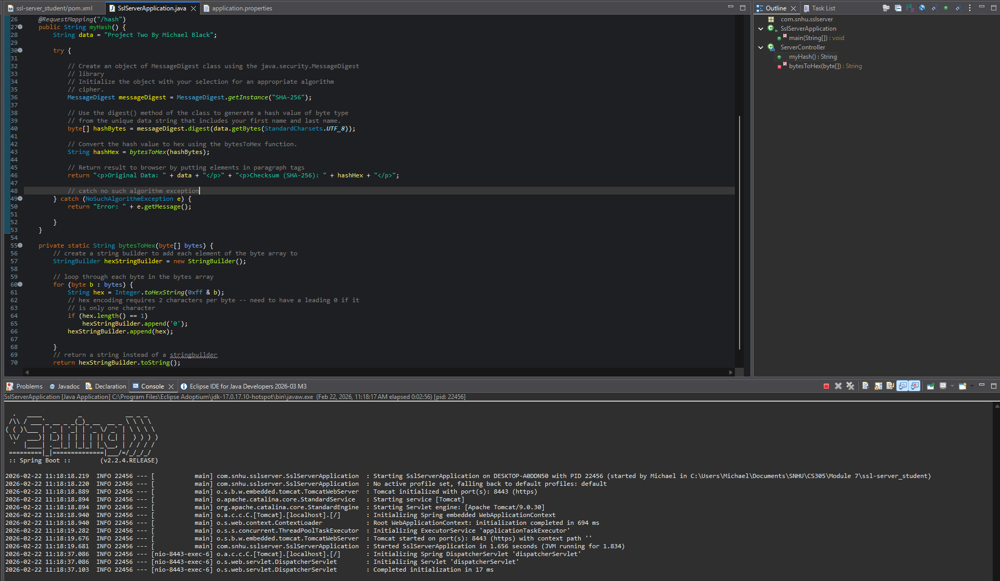 ssl-server_student/pom.xml
SslServerApplication.java
application.properties
26 @RequestMapping("/hash")
27 public String myHash() {
28 String data = "Project Two By Michael Black";
29
30 try {
31
32 // Create an object of MessageDigest class using the java.security.MessageDigest
33 // library
34 // Initialize the object with your selection for an appropriate algorithm
35 // cipher.
36 MessageDigest messageDigest = MessageDigest.getInstance("SHA-256");
37
38 // Use the digest() method of the class to generate a hash value of byte type
39 // from the unique data string that includes your first name and last name.
40 byte[] hashBytes = messageDigest.digest(data.getBytes(StandardCharsets.UTF_8));
41
42 // Convert the hash value to hex using the bytesToHex function.
43 String hashHex = bytesToHex(hashBytes);
44
45 // Return result to browser by putting elements in paragraph tags
46 return "<p>Original Data: " + data + "</p>" + "<p>Checksum (SHA-256): " + hashHex + "</p>";
47
48 // catch no such algorithm exception
49 } catch (NoSuchAlgorithmException e) {
50 return "Error: " + e.getMessage();
51
52 }
53 }
54
55 private static String bytesToHex(byte[] bytes) {
56 // create a string builder to add each element of the byte array to
57 StringBuilder hexStringBuilder = new StringBuilder();
58
59 // loop through each byte in the bytes array
60 for (byte b : bytes) {
61 String hex = Integer.toHexString(0xff & b);
62 // hex encoding requires 2 characters per byte -- need to have a leading 0 if it
63 // is only one character
64 if (hex.length() == 1)
65 hexStringBuilder.append('0');
66 hexStringBuilder.append(hex);
67
68 }
69 // return a string instead of a stringbuilder
70 return hexStringBuilder.toString();
Outline
Task List
com.snhu.sslserver
SslServerApplication
main(String[]) : void
ServerController
myHash() : String
bytesToHex(byte[]) : String
Problems
Javadoc
Declaration
Console
Eclipse IDE for Java Developers 2026-03 M3
SslServerApplication [Java Application] C:\Program Files\Eclipse Adoptium\jdk-17.0.17.10-hotspot\bin\javaw.exe (Feb 22, 2026, 11:18:17 AM elapsed 0:02:56) [pid: 22456]
Spring
:: Spring Boot :: (v2.2.4.RELEASE)
2026-02-22 11:18:18.219 INFO 22456 --- [ main] com.snhu.sslserver.SslServerApplication : Starting SslServerApplication on DESKTOP-A0DDN50 with PID 22456 (started by Michael in C:\Users\Michael\Documents\SNHU\CS305\Module 7\ssl-server_student)
2026-02-22 11:18:18.220 INFO 22456 --- [ main] com.snhu.sslserver.SslServerApplication : No active profile set, falling back to default profiles: default
2026-02-22 11:18:18.889 INFO 22456 --- [ main] o.s.b.w.embedded.tomcat.TomcatWebServer : Tomcat initialized with port(s): 8443 (https)
2026-02-22 11:18:18.894 INFO 22456 --- [ main] o.apache.catalina.core.StandardService : Starting service [Tomcat]
2026-02-22 11:18:18.894 INFO 22456 --- [ main] org.apache.catalina.core.StandardEngine : Starting Servlet engine: [Apache Tomcat/9.0.30]
2026-02-22 11:18:18.940 INFO 22456 --- [ main] o.a.c.c.C.[Tomcat].[localhost].[/] : Initializing Spring embedded WebApplicationContext
2026-02-22 11:18:18.940 INFO 22456 --- [ main] o.s.web.context.ContextLoader : Root WebApplicationContext: initialization completed in 694 ms
2026-02-22 11:18:19.282 INFO 22456 --- [ main] o.s.s.concurrent.ThreadPoolTaskExecutor : Initializing ExecutorService 'applicationTaskExecutor'
2026-02-22 11:18:19.676 INFO 22456 --- [ main] o.s.b.w.embedded.tomcat.TomcatWebServer : Tomcat started on port(s): 8443 (https) with context path ''
2026-02-22 11:18:19.681 INFO 22456 --- [ main] com.snhu.sslserver.SslServerApplication : Started SslServerApplication in 1.656 seconds (JVM running for 1.834)
2026-02-22 11:18:37.086 INFO 22456 --- [nio-8443-exec-6] o.a.c.c.C.[Tomcat].[localhost].[/] : Initializing Spring DispatcherServlet 'dispatcherServlet'
2026-02-22 11:18:37.086 INFO 22456 --- [nio-8443-exec-6] o.s.web.servlet.DispatcherServlet : Initializing Servlet 'dispatcherServlet'
2026-02-22 11:18:37.103 INFO 22456 --- [nio-8443-exec-6] o.s.web.servlet.DispatcherServlet : Completed initialization in 17 ms